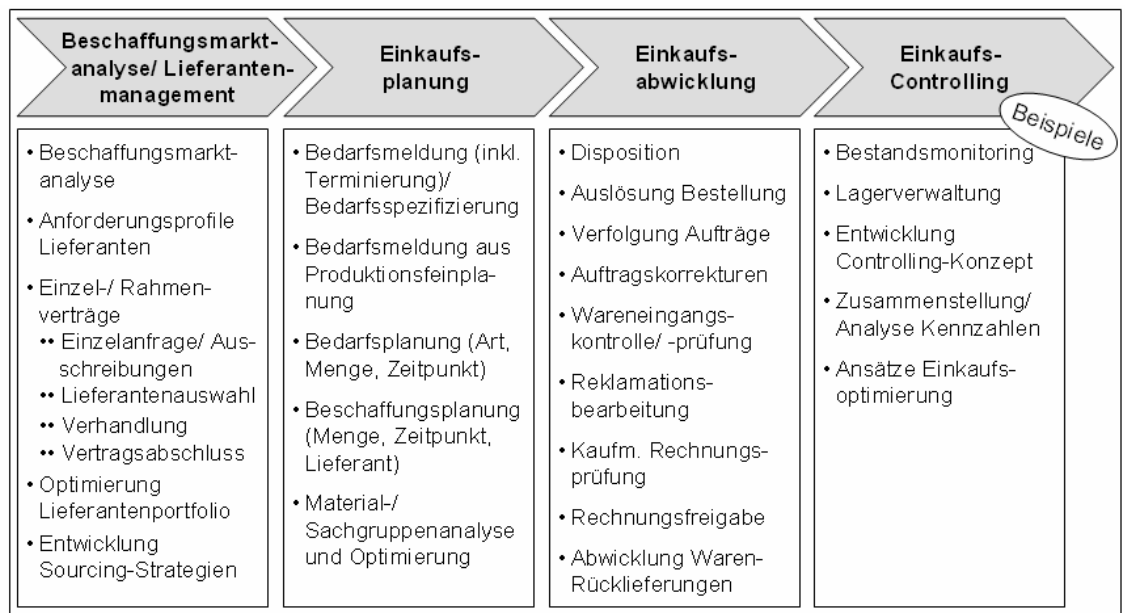 Beschaffungsmarkt-
analyse/ Lieferanten-
management
Einkaufs-
planung
Einkaufs-
abwicklung
Einkaufs-
Controlling
Beispiele
• Beschaffungsmarkt-
analyse
• Anforderungsprofile
Lieferanten
• Einzel-/ Rahmen-
verträge
•• Einzelanfrage/ Aus-
schreibungen
•• Lieferantenauswahl
•• Verhandlung
•• Vertragsabschluss
• Optimierung
Lieferantenportfolio
• Entwicklung
Sourcing-Strategien
• Bedarfsmeldung (inkl.
Terminierung)/
Bedarfsspezifizierung
• Bedarfsmeldung aus
Produktionsfeinpla-
nung
• Bedarfsplanung (Art,
Menge, Zeitpunkt)
• Beschaffungsplanung
(Menge, Zeitpunkt,
Lieferant)
• Material-/
Sachgruppenanalyse
und Optimierung
• Disposition
• Auslösung Bestellung
• Verfolgung Aufträge
• Auftragskorrekturen
• Wareneingangs-
kontrolle/ -prüfung
• Reklamations-
bearbeitung
• Kaufm. Rechnungs-
prüfung
• Rechnungsfreigabe
• Abwicklung Waren-
Rücklieferungen
• Bestandsmonitoring
• Lagerverwaltung
• Entwicklung
Controlling-Konzept
• Zusammenstellung/
Analyse Kennzahlen
• Ansätze Einkaufs-
optimierung